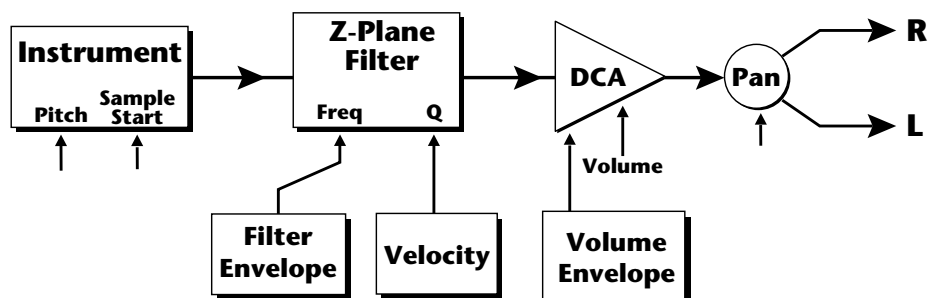 Instrument
Pitch
Sample
Start
Z-Plane
Filter
Freq
Q
DCA
Volume
Pan
R
L
Filter
Envelope
Velocity
Volume
Envelope